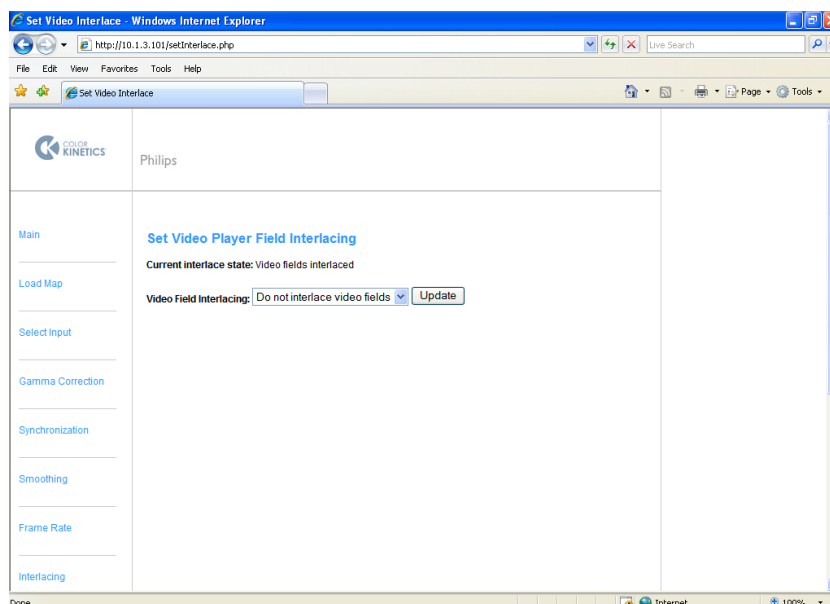 Set Video Interlace - Windows Internet Explorer
http://10.1.3.101/setInterlace.php
Live Search
File Edit View Favorites Tools Help
Set Video Interlace
Page Tools
COLOR
KINETICS
Philips
Main
Set Video Player Field Interlacing
Current interlace state: Video fields interlaced
Load Map
Video Field Interlacing: Do not interlace video fields Update
Select Input
Gamma Correction
Synchronization
Smoothing
Frame Rate
Interlacing
Done
Internet
100%